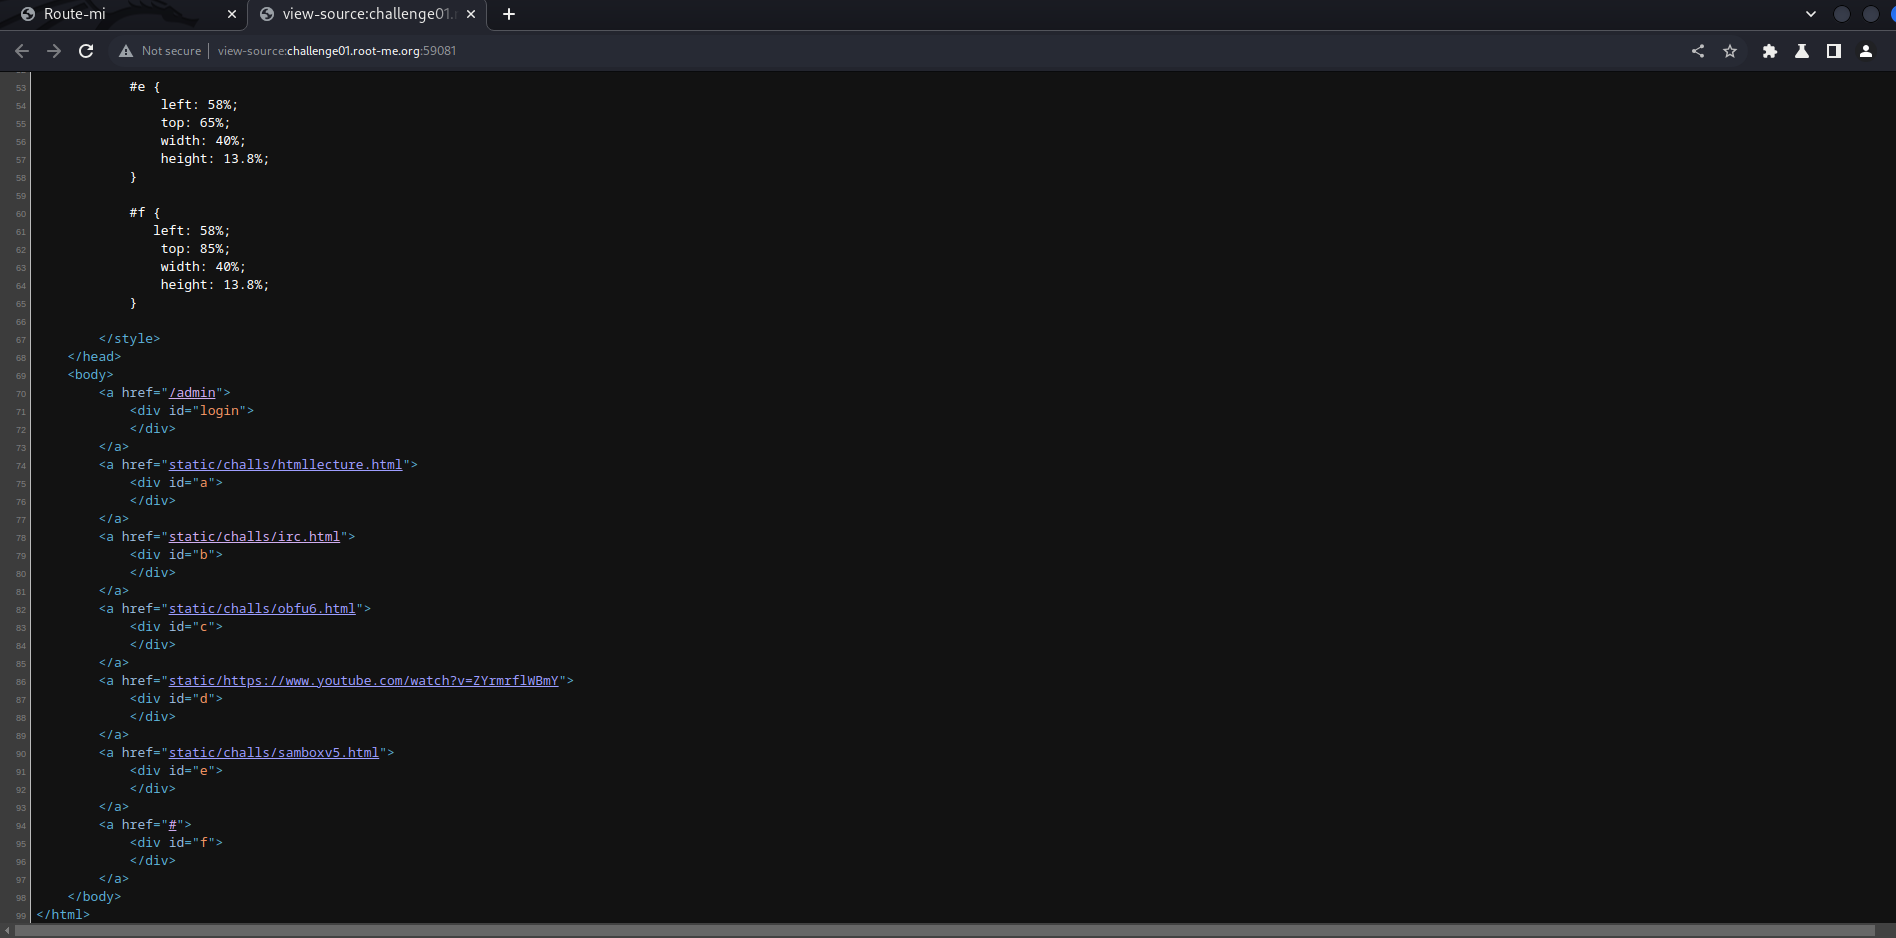 Route-mi
view-source:challenge01.r
Not secure
view-source:challenge01.root-me.org:59081
53 #e {
54 left: 58%;
55 top: 65%;
56 width: 40%;
57 height: 13.8%;
58 }
59
60 #f {
61 left: 58%;
62 top: 85%;
63 width: 40%;
64 height: 13.8%;
65 }
66
67 </style>
68 </head>
69 <body>
70 <a href="/admin">
71 <div id="login">
72 </div>
73 </a>
74 <a href="static/challs/htmllecture.html">
75 <div id="a">
76 </div>
77 </a>
78 <a href="static/challs/irc.html">
79 <div id="b">
80 </div>
81 </a>
82 <a href="static/challs/obfu6.html">
83 <div id="c">
84 </div>
85 </a>
86 <a href="static/https://www.youtube.com/watch?v=ZYrmrflWBmY">
87 <div id="d">
88 </div>
89 </a>
90 <a href="static/challs/samboxv5.html">
91 <div id="e">
92 </div>
93 </a>
94 <a href="#">
95 <div id="f">
96 </div>
97 </a>
98 </body>
99 </html>